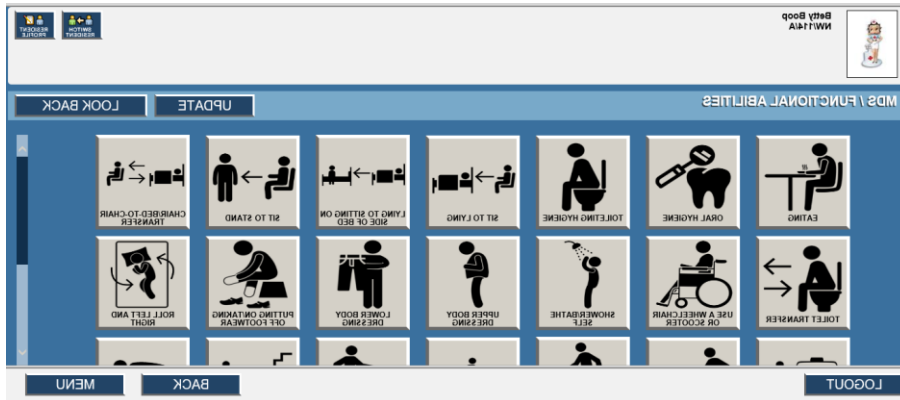 Betty Boop
NW/114/A
SWITCH
RESIDENT
RESIDENT
PROFILE
MDS / FUNCTIONAL ABILITIES
UPDATE
LOOK BACK
EATING
ORAL HYGIENE
TOILETING HYGIENE
SIT TO LYING
LYING TO SITTING ON
SIDE OF BED
SIT TO STAND
CHAIR/BED-TO-CHAIR
TRANSFER
TOILET TRANSFER
USE A WHEELCHAIR
OR SCOOTER
SHOWER/BATHE
SELF
UPPER BODY
DRESSING
LOWER BODY
DRESSING
PUTTING ON/TAKING
OFF FOOTWEAR
ROLL LEFT AND
RIGHT
LOGOUT
BACK
MENU